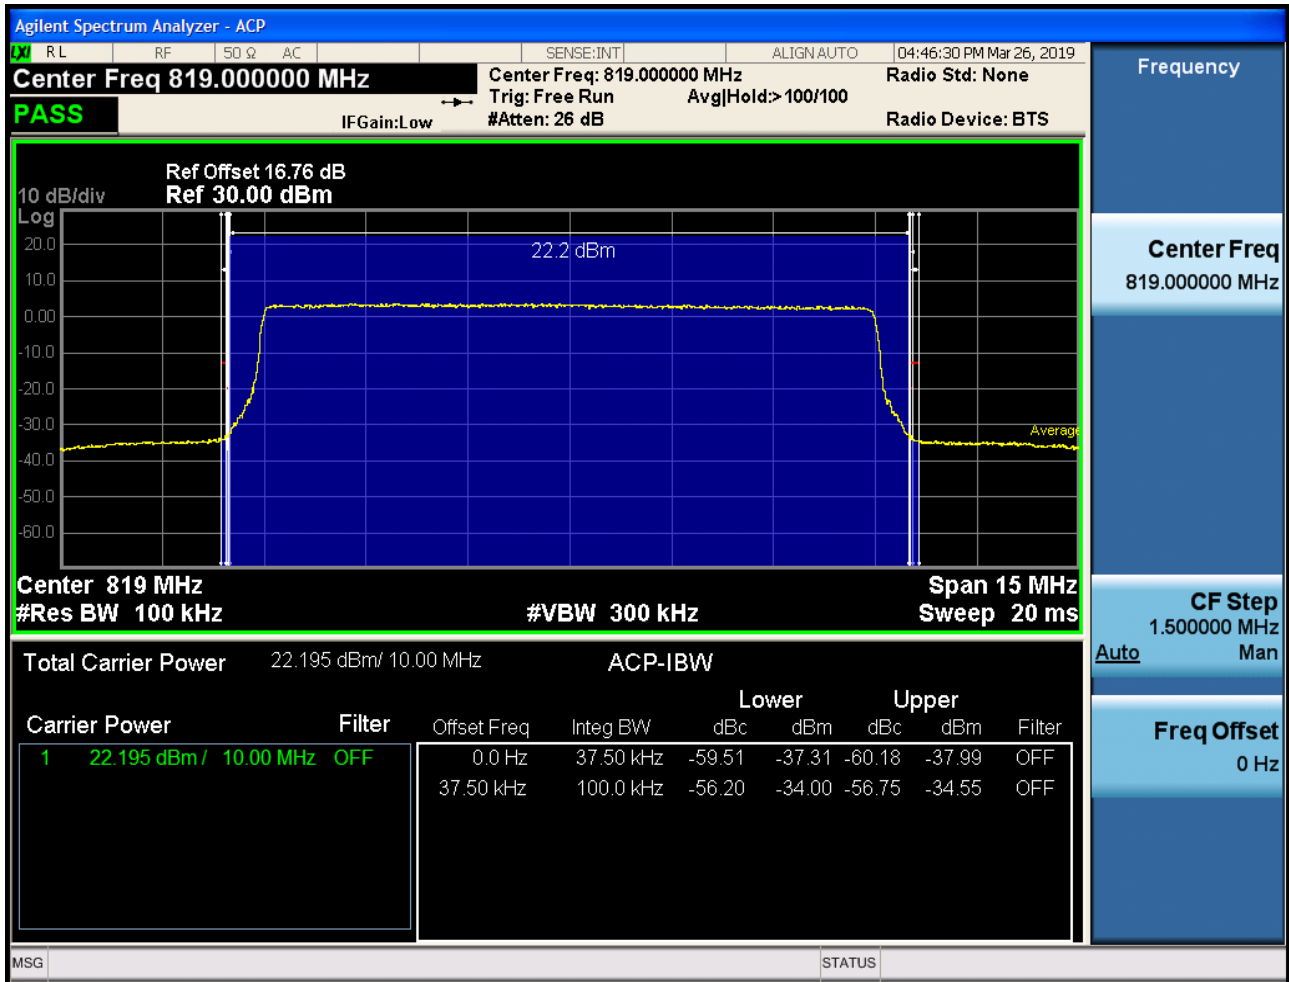 Agilent Spectrum Analyzer - ACP
LXI RL RF 50 Ω AC SENSE:INT ALIGN AUTO 04:46:30 PM Mar 26, 2019
Center Freq 819.000000 MHz
Center Freq: 819.000000 MHz Radio Std: None
Trig: Free Run Avg|Hold:>100/100
PASS
IFGain:Low #Atten: 26 dB Radio Device: BTS
Ref Offset 16.76 dB
10 dB/div Ref 30.00 dBm
Log
20.0
10.0
0.00
-10.0
-20.0
-30.0
-40.0
-50.0
-60.0
22.2 dBm
Average
Center 819 MHz Span 15 MHz
#Res BW 100 kHz #VBW 300 kHz Sweep 20 ms
Total Carrier Power 22.195 dBm/ 10.00 MHz ACP-IBW
Lower Upper
Carrier Power Filter Offset Freq Integ BW dBc dBm dBc dBm Filter
1 22.195 dBm / 10.00 MHz OFF 0.0 Hz 37.50 kHz -59.51 -37.31 -60.18 -37.99 OFF
37.50 kHz 100.0 kHz -56.20 -34.00 -56.75 -34.55 OFF
MSG STATUS
Frequency
Center Freq
819.000000 MHz
CF Step
1.500000 MHz
Auto Man
Freq Offset
0 Hz